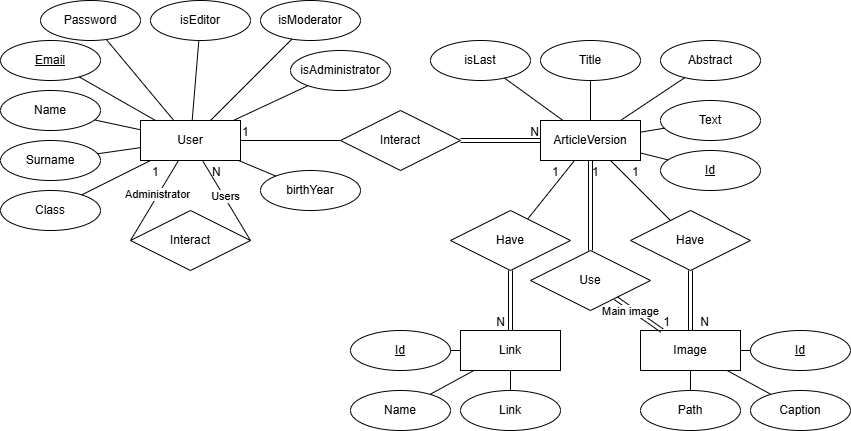 Password
isEditor
isModerator
Email
isAdministrator
isLast
Title
Abstract
Name
User
1
Interact
N
ArticleVersion
Text
Surname
1
N
1
1
1
Id
Administrator
Users
birthYear
Class
Interact
Have
Have
Use
Main image
N
1
N
Id
Link
Image
Id
Name
Link
Path
Caption